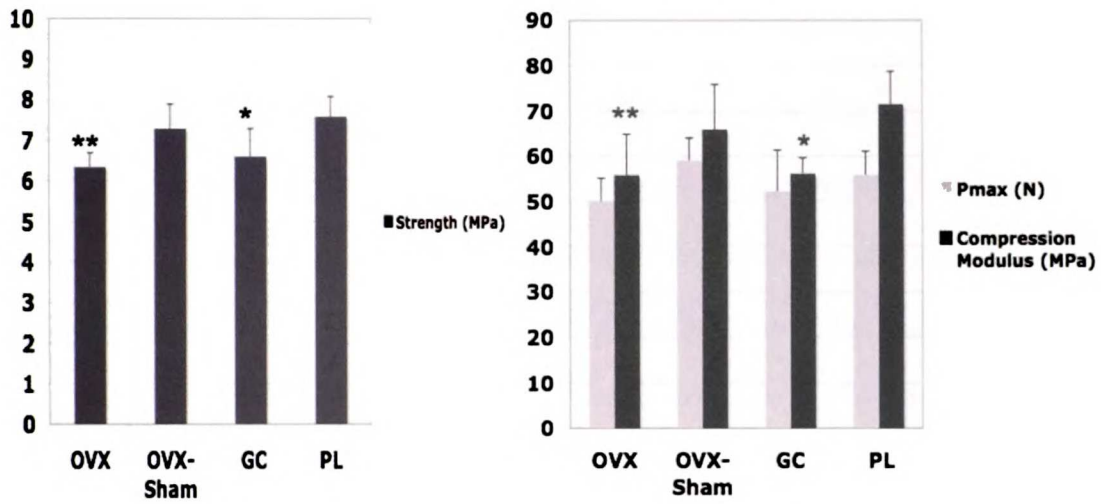 10
9
8
7
6
5
4
3
2
1
0
**
*
OVX
OVX-
Sham
GC
PL
Strength (MPa)
90
80
70
60
50
40
30
20
10
0
**
*
OVX
OVX-
Sham
GC
PL
Pmax (N)
Compression
Modulus (MPa)